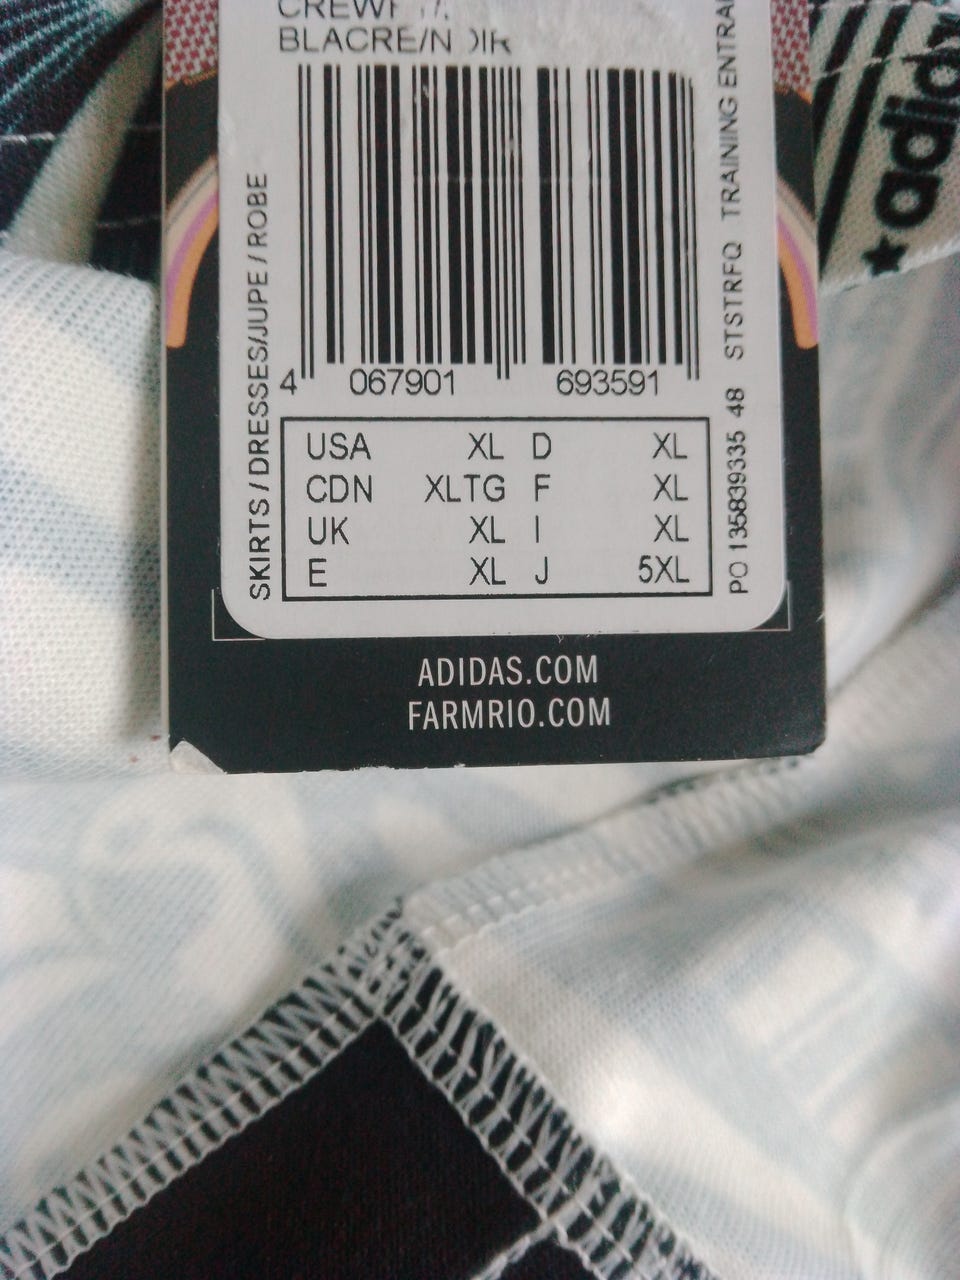 BLACRE/NOIR
SKIRTS / DRESSES/JUPE / ROBE
4 067901 693591
USA XL D XL
CDN XLTG F XL
UK XL I XL
E XL J 5XL
PO 135839335 48 STSTRFQ TRAINING
ADIDAS.COM
FARMRIO.COM
adidas